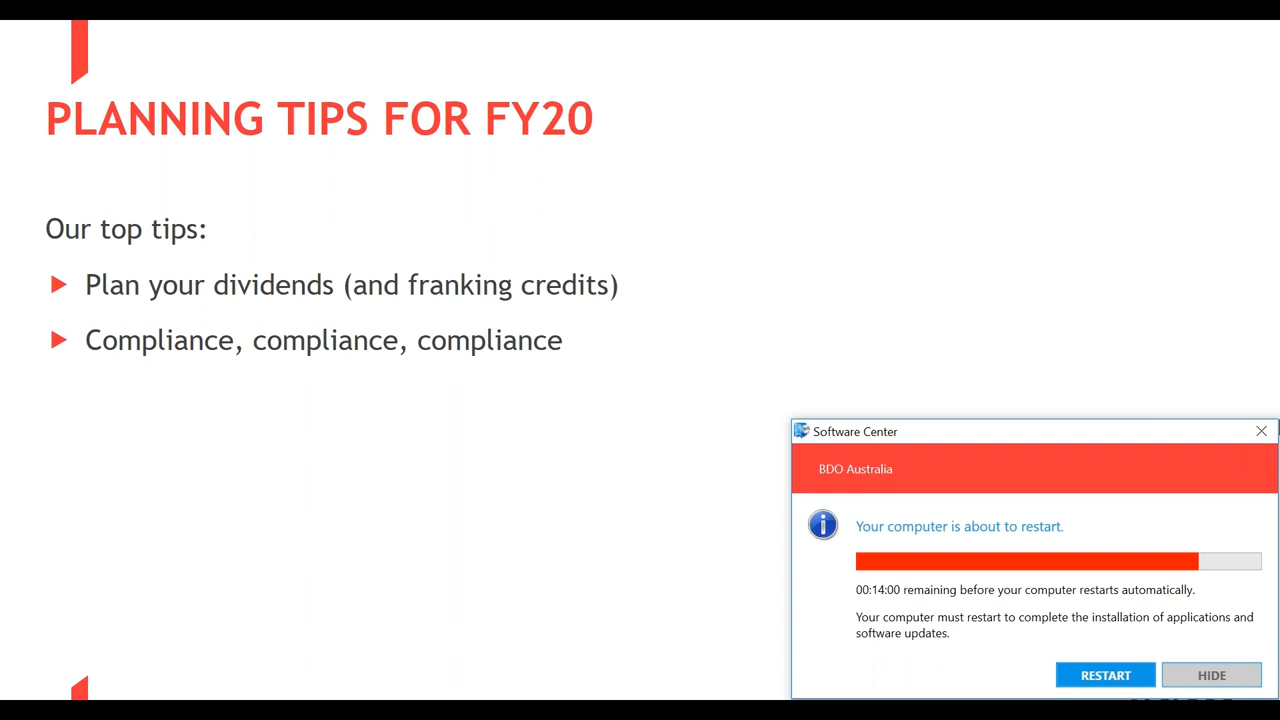 PLANNING TIPS FOR FY20
Our top tips:
Plan your dividends (and franking credits)
Compliance, compliance, compliance
Software Center
BDO Australia
Your computer is about to restart.
00:14:00 remaining before your computer restarts automatically.
Your computer must restart to complete the installation of applications and
software updates.
RESTART
HIDE